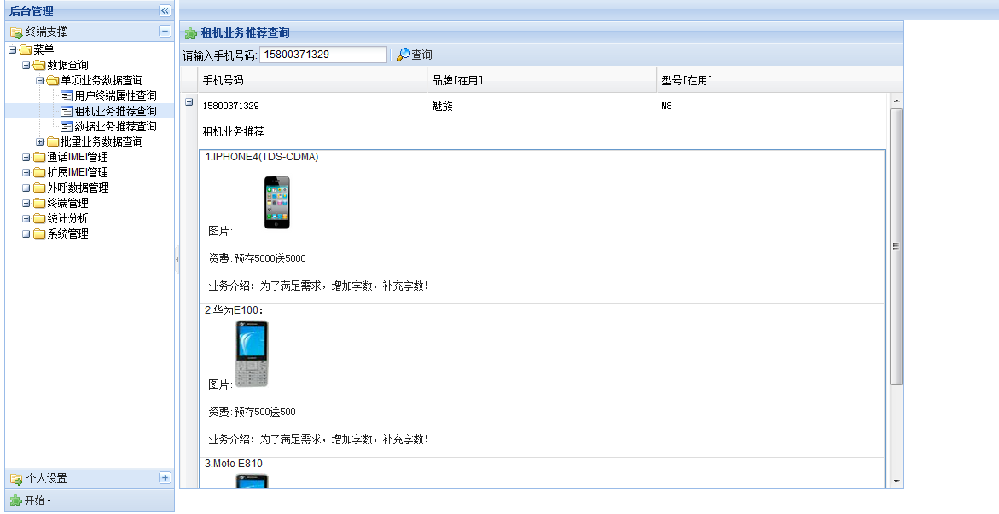 后台管理
终端支撑
菜单
数据查询
单项业务数据查询
用户终端属性查询
租机业务推荐查询
数据业务推荐查询
批量业务数据查询
通话IMEI管理
扩展IMEI管理
外呼数据管理
终端管理
统计分析
系统管理
个人设置
开始
租机业务推荐查询
请输入手机号码: 15800371329 查询
手机号码 品牌[在用] 型号[在用]
15800371329 魅族 M8
租机业务推荐
1.IPHONE4(TDS-CDMA)
图片:
资费:预存5000送5000
业务介绍：为了满足需求，增加字数，补充字数！
2.华为E100：
图片:
资费:预存500送500
业务介绍：为了满足需求，增加字数，补充字数！
3.Moto E810